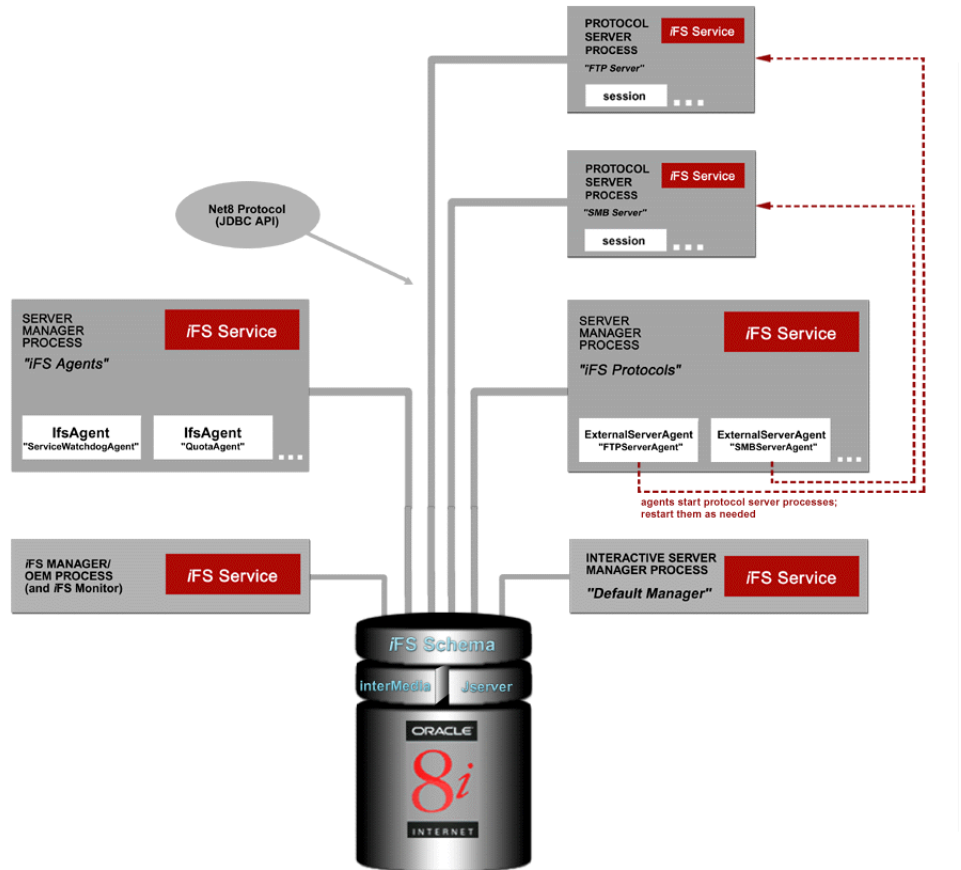 PROTOCOL
SERVER
PROCESS
"FTP Server"
iFS Service
session
PROTOCOL
SERVER
PROCESS
"SMB Server"
iFS Service
session
Net8 Protocol
(JDBC API)
SERVER
MANAGER
PROCESS
"iFS Agents"
iFS Service
IfsAgent
"ServiceWatchdogAgent"
IfsAgent
"QuotaAgent"
SERVER
MANAGER
PROCESS
"iFS Protocols"
iFS Service
ExternalServerAgent
"FTPServerAgent"
ExternalServerAgent
"SMBServerAgent"
agents start protocol server processes;
restart them as needed
iFS MANAGER/
OEM PROCESS
(and iFS Monitor)
iFS Service
INTERACTIVE SERVER
MANAGER PROCESS
"Default Manager"
iFS Service
iFS Schema
interMedia
Jserver
ORACLE
8i
INTERNET